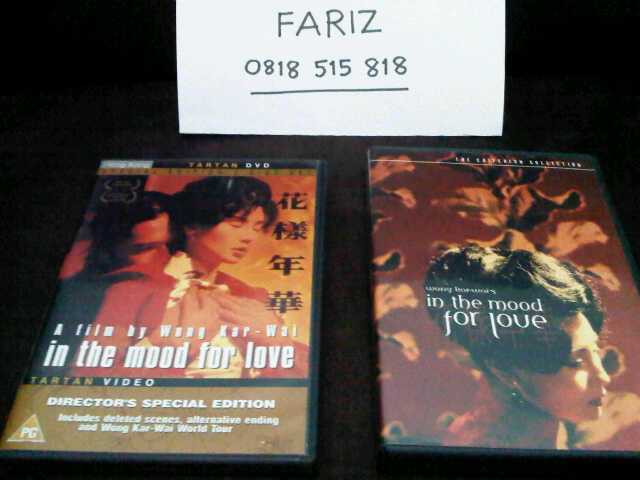 FARIZ
0818 515 818
TARTAN DVD
花樣年華
A film by Wong Kar-Wai
in the mood for love
TARTAN VIDEO
DIRECTOR'S SPECIAL EDITION
Includes deleted scenes, alternative ending
and Wong Kar-Wai World Tour
PG
THE CRITERION COLLECTION
wong kar-wai's
in the mood
for love